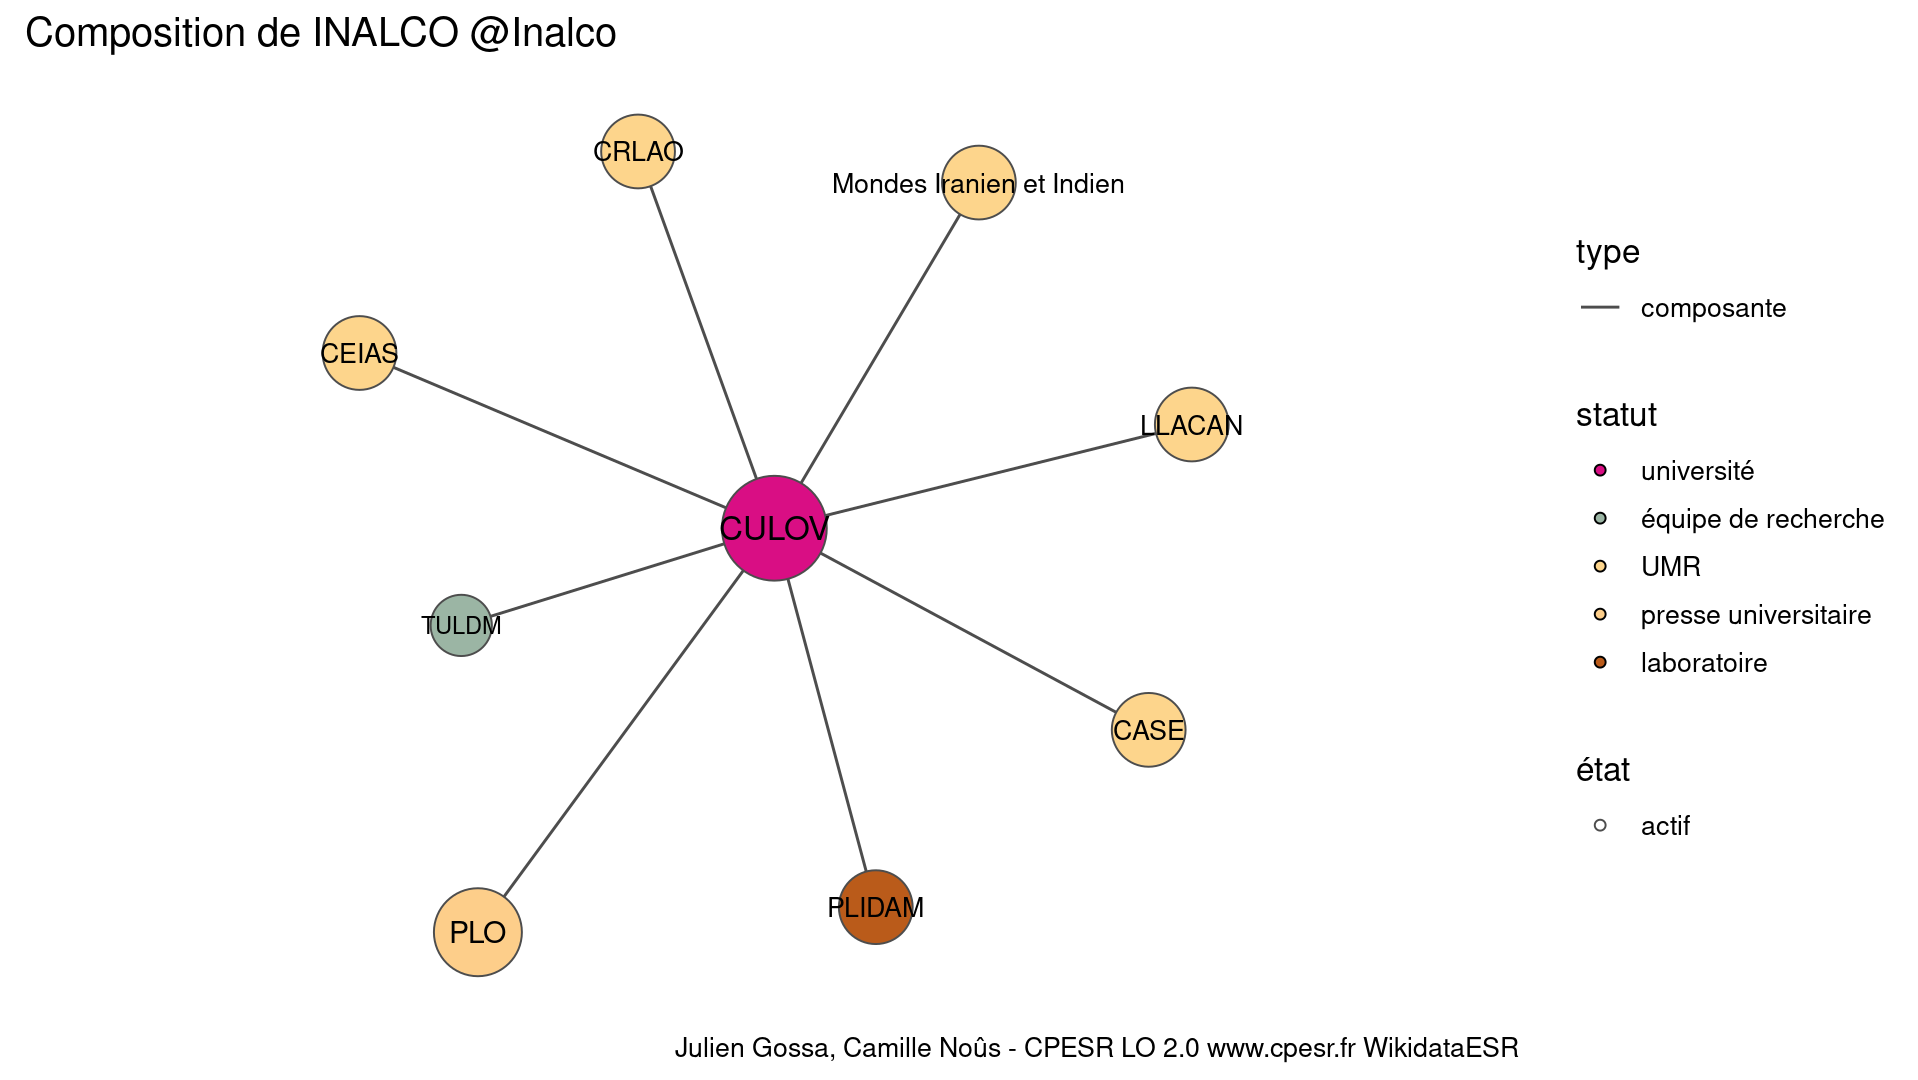 Composition de INALCO @Inalco
CRLAO
Mondes Iranien et Indien
CEIAS
LLACAN
CULOV
TULDM
CASE
PLIDAM
PLO
type
composante
statut
université
équipe de recherche
UMR
presse universitaire
laboratoire
état
actif
Julien Gossa, Camille Noûs - CPESR LO 2.0 www.cpesr.fr WikidataESR